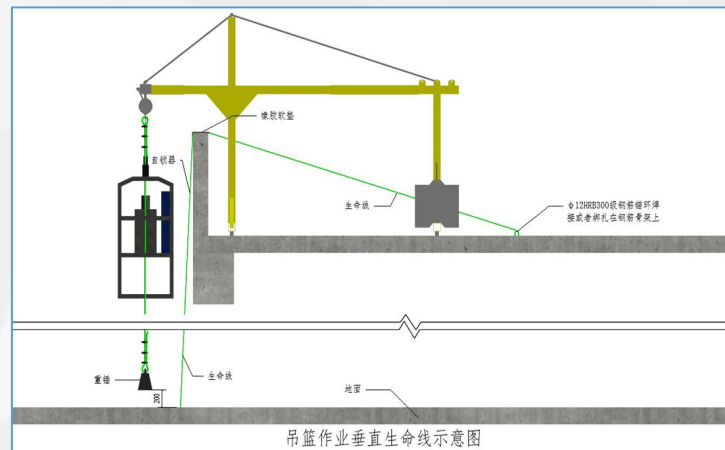 橡胶软垫
自锁器
生命线
φ12HRB300级钢筋锚环焊
接或者绑扎在钢筋骨架上
重锤
200
生命线
地面
吊篮作业垂直生命线示意图